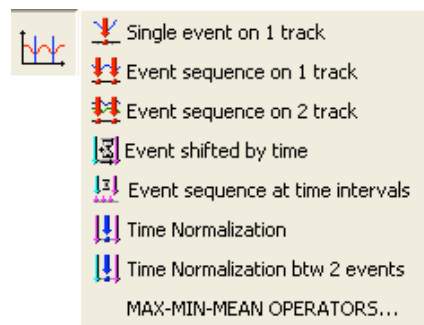 Single event on 1 track
Event sequence on 1 track
Event sequence on 2 track
Event shifted by time
Event sequence at time intervals
Time Normalization
Time Normalization btw 2 events
MAX-MIN-MEAN OPERATORS...